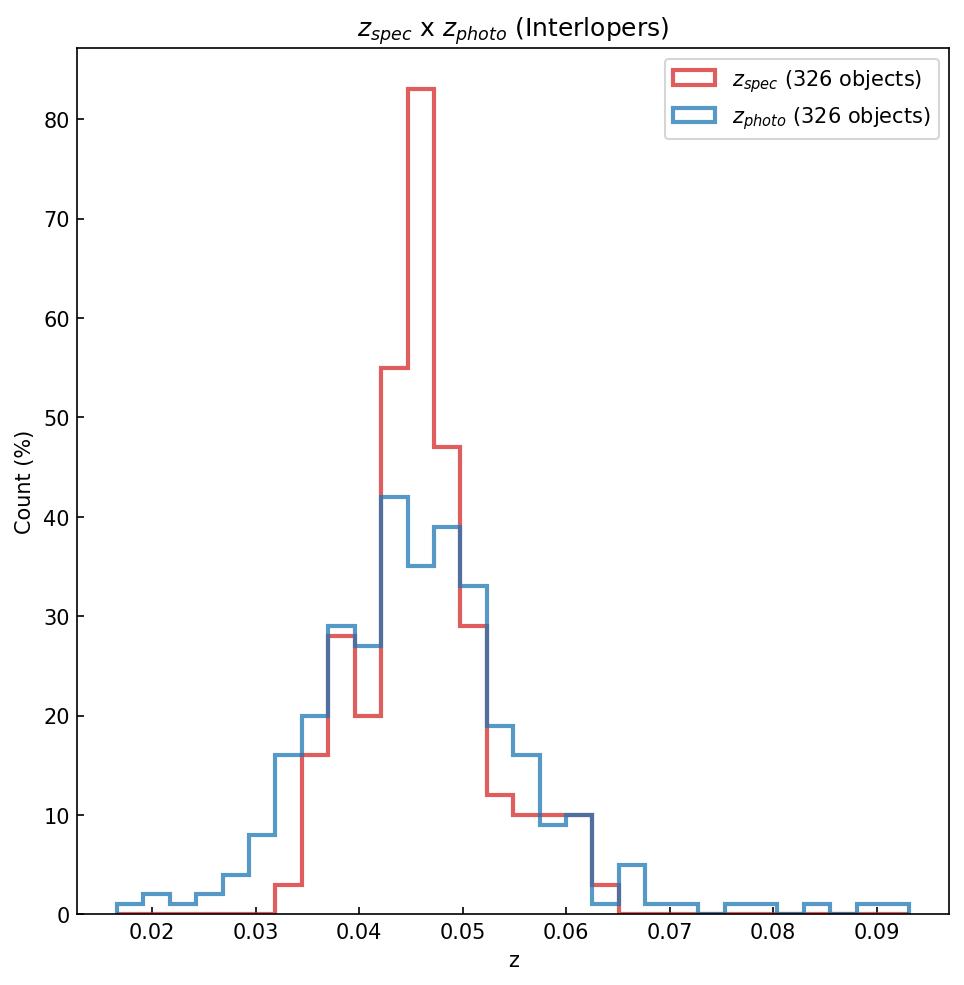 z_spec x z_photo (Interlopers)
z_spec (326 objects)
z_photo (326 objects)
Count (%)
80
70
60
50
40
30
20
10
0
0.02 0.03 0.04 0.05 0.06 0.07 0.08 0.09
z